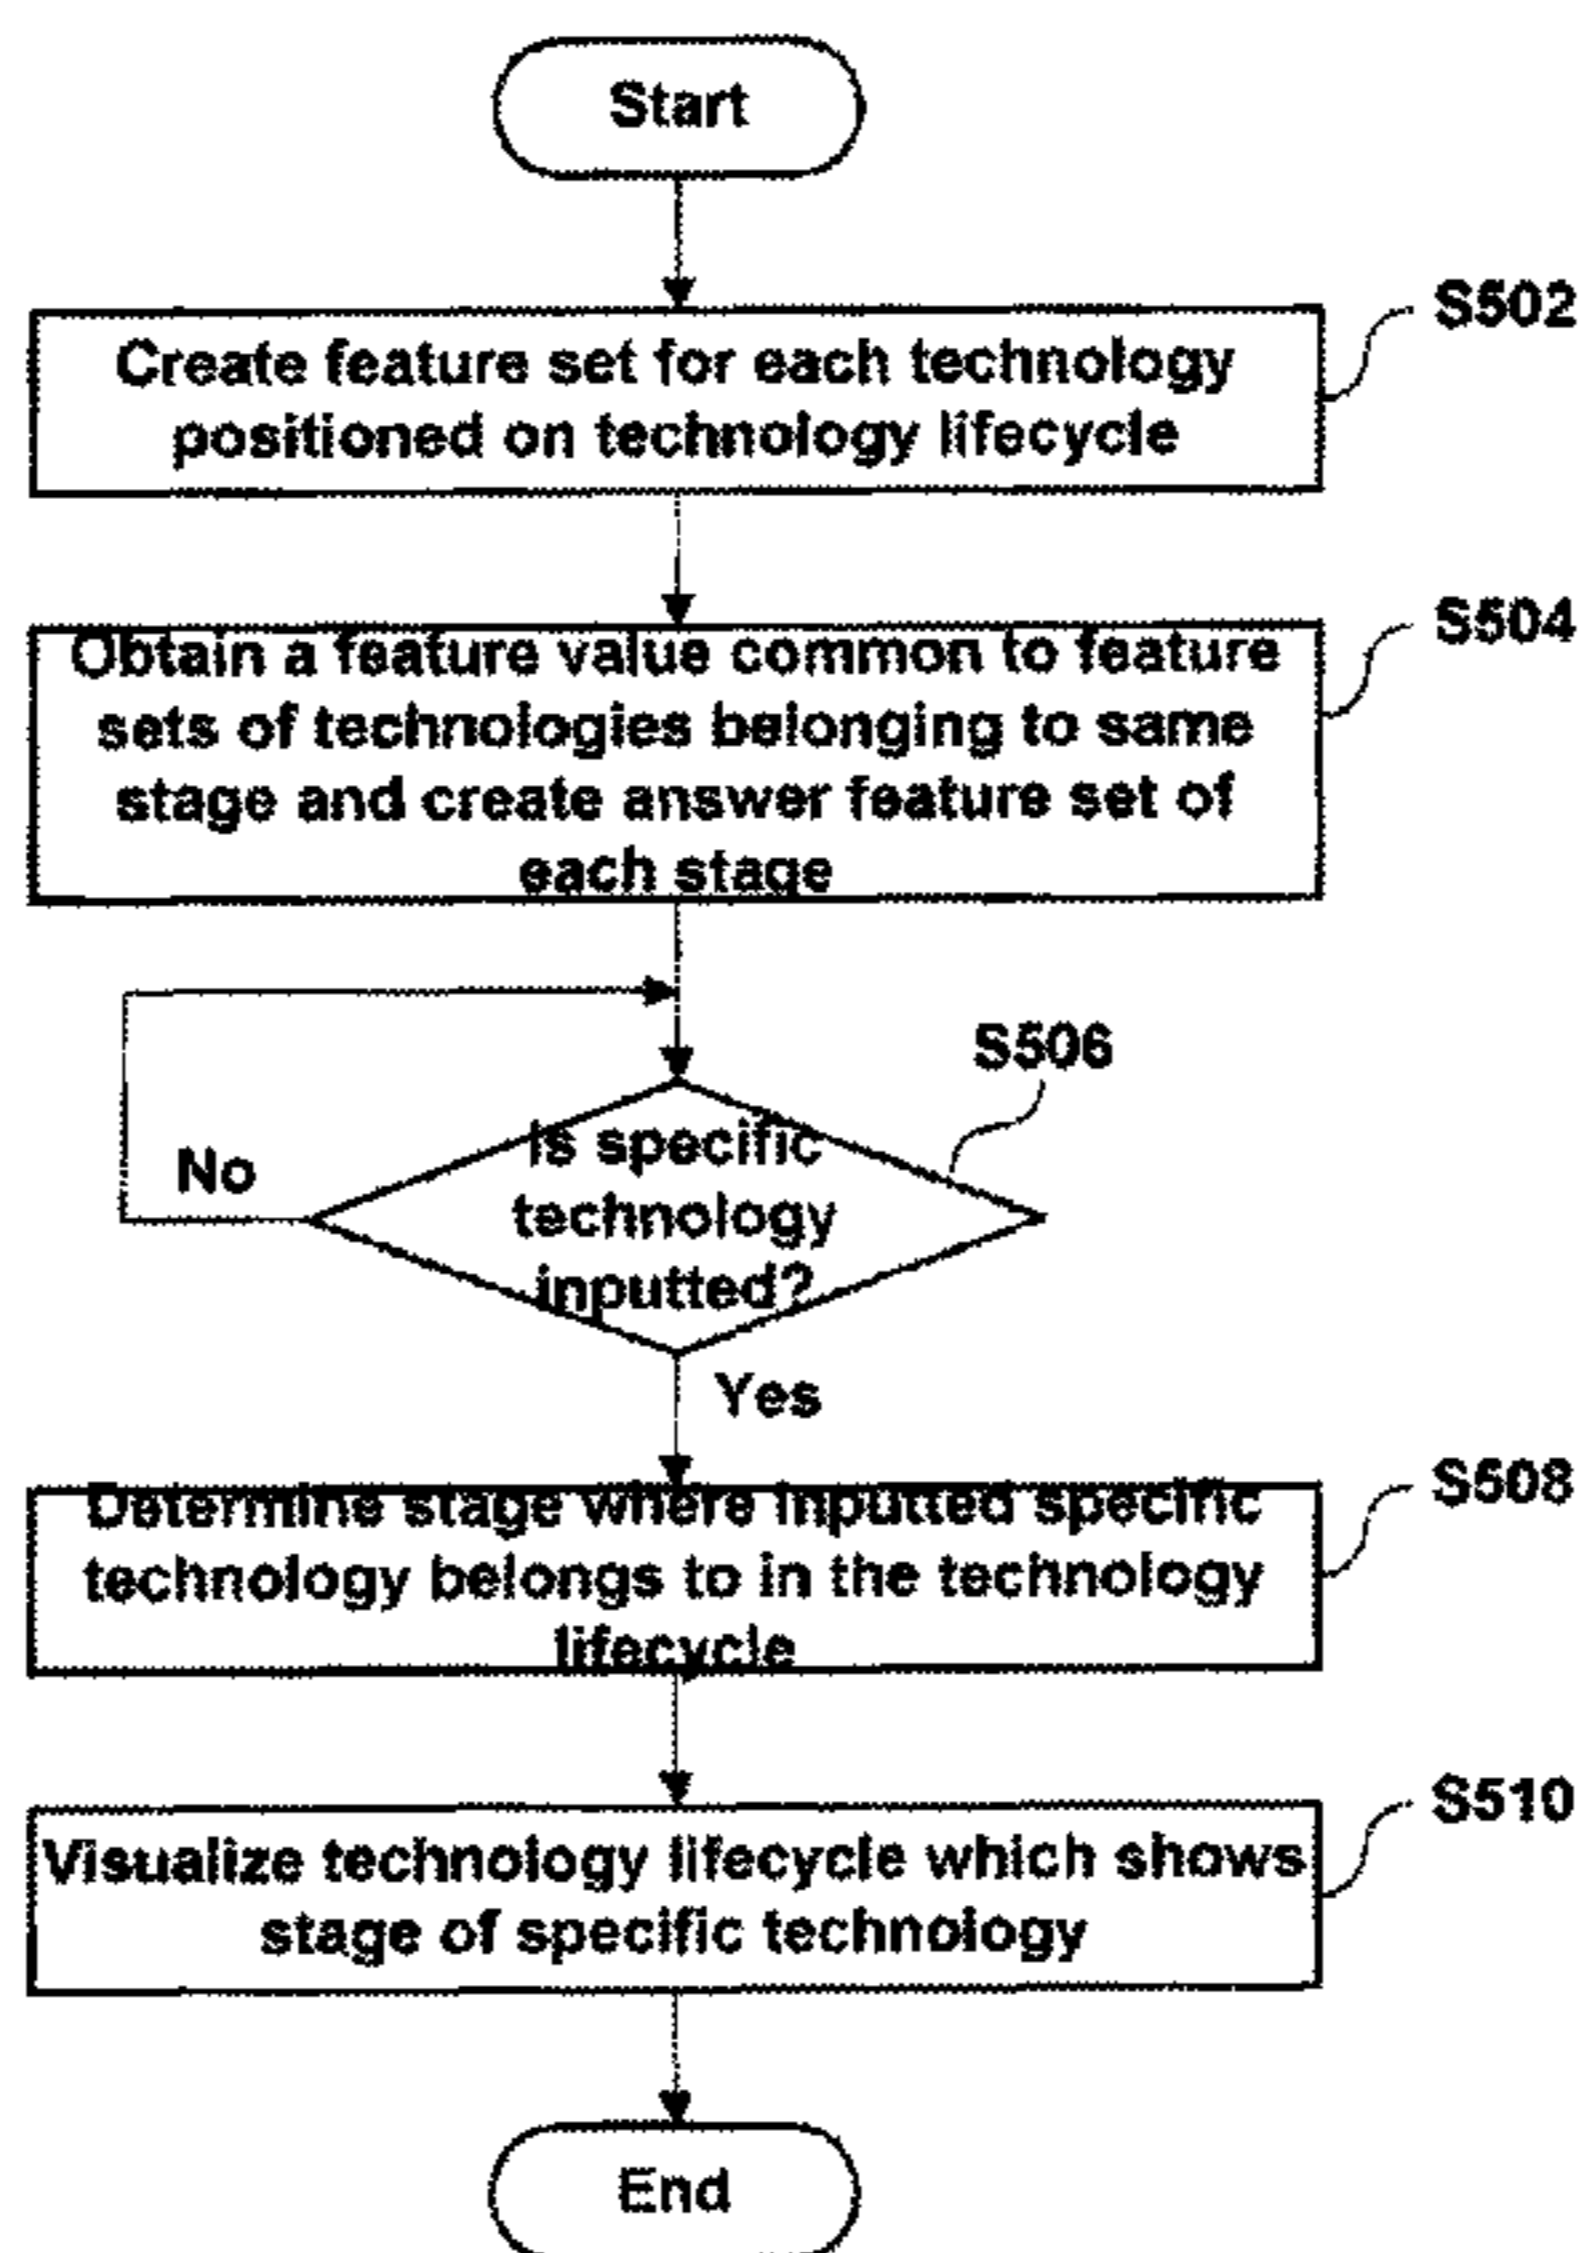 Start
S502
Create feature set for each technology
positioned on technology lifecycle
S504
Obtain a feature value common to feature
sets of technologies belonging to same
stage and create answer feature set of
each stage
S506
Is specific
technology
inputted?
No
Yes
S508
Determine stage where inputted specific
technology belongs to in the technology
lifecycle
S510
Visualize technology lifecycle which shows
stage of specific technology
End